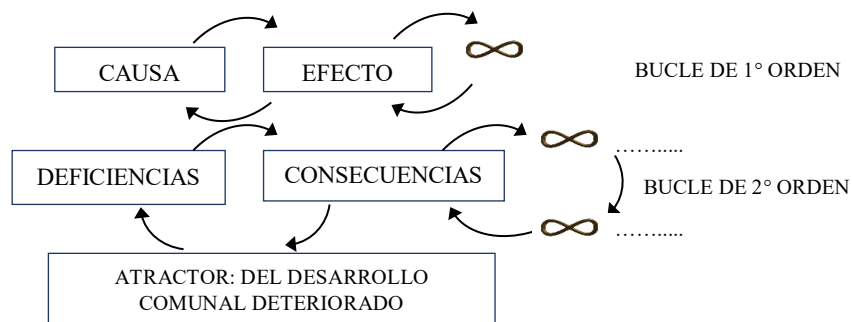 CAUSA
EFECTO
BUCLE DE 1° ORDEN
DEFICIENCIAS
CONSECUENCIAS
…….....
BUCLE DE 2° ORDEN
…….....
ATRACTOR: DEL DESARROLLO
COMUNAL DETERIORADO